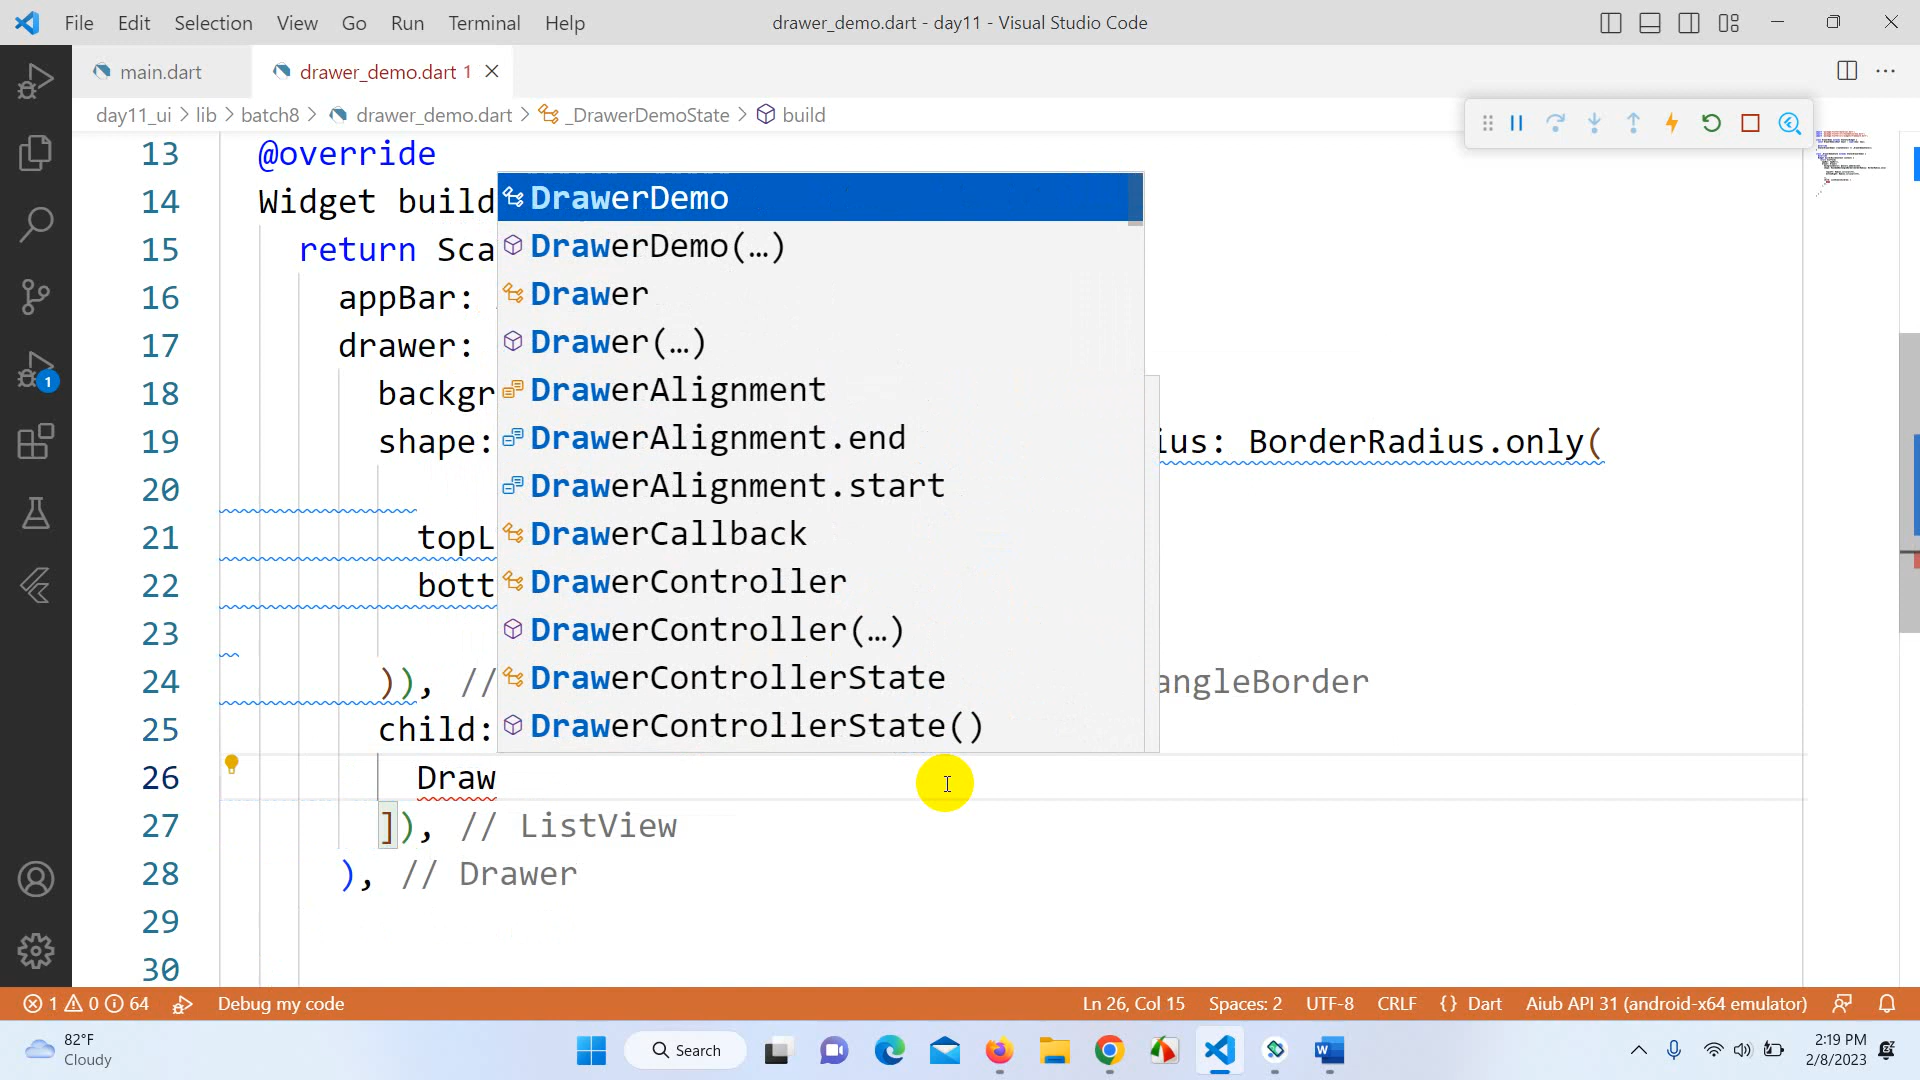 File Edit Selection View Go Run Terminal Help drawer_demo.dart - day11 - Visual Studio Code
main.dart drawer_demo.dart 1
day11_ui > lib > batch8 > drawer_demo.dart > _DrawerDemoState > build
13 @override
14 Widget build
15 return Sca
16 appBar:
17 drawer:
18 backgr
19 shape: ius: BorderRadius.only(
20
21 topL
22 bott
23
24 )), // angleBorder
25 child:
26 Draw
27 ]), // ListView
28 ), // Drawer
29
30
DrawerDemo
DrawerDemo(…)
Drawer
Drawer(…)
DrawerAlignment
DrawerAlignment.end
DrawerAlignment.start
DrawerCallback
DrawerController
DrawerController(…)
DrawerControllerState
DrawerControllerState()
1
1 0 64 Debug my code Ln 26, Col 15 Spaces: 2 UTF-8 CRLF {} Dart Aiub API 31 (android-x64 emulator)
82°F
Cloudy
Search
2:19 PM
2/8/2023